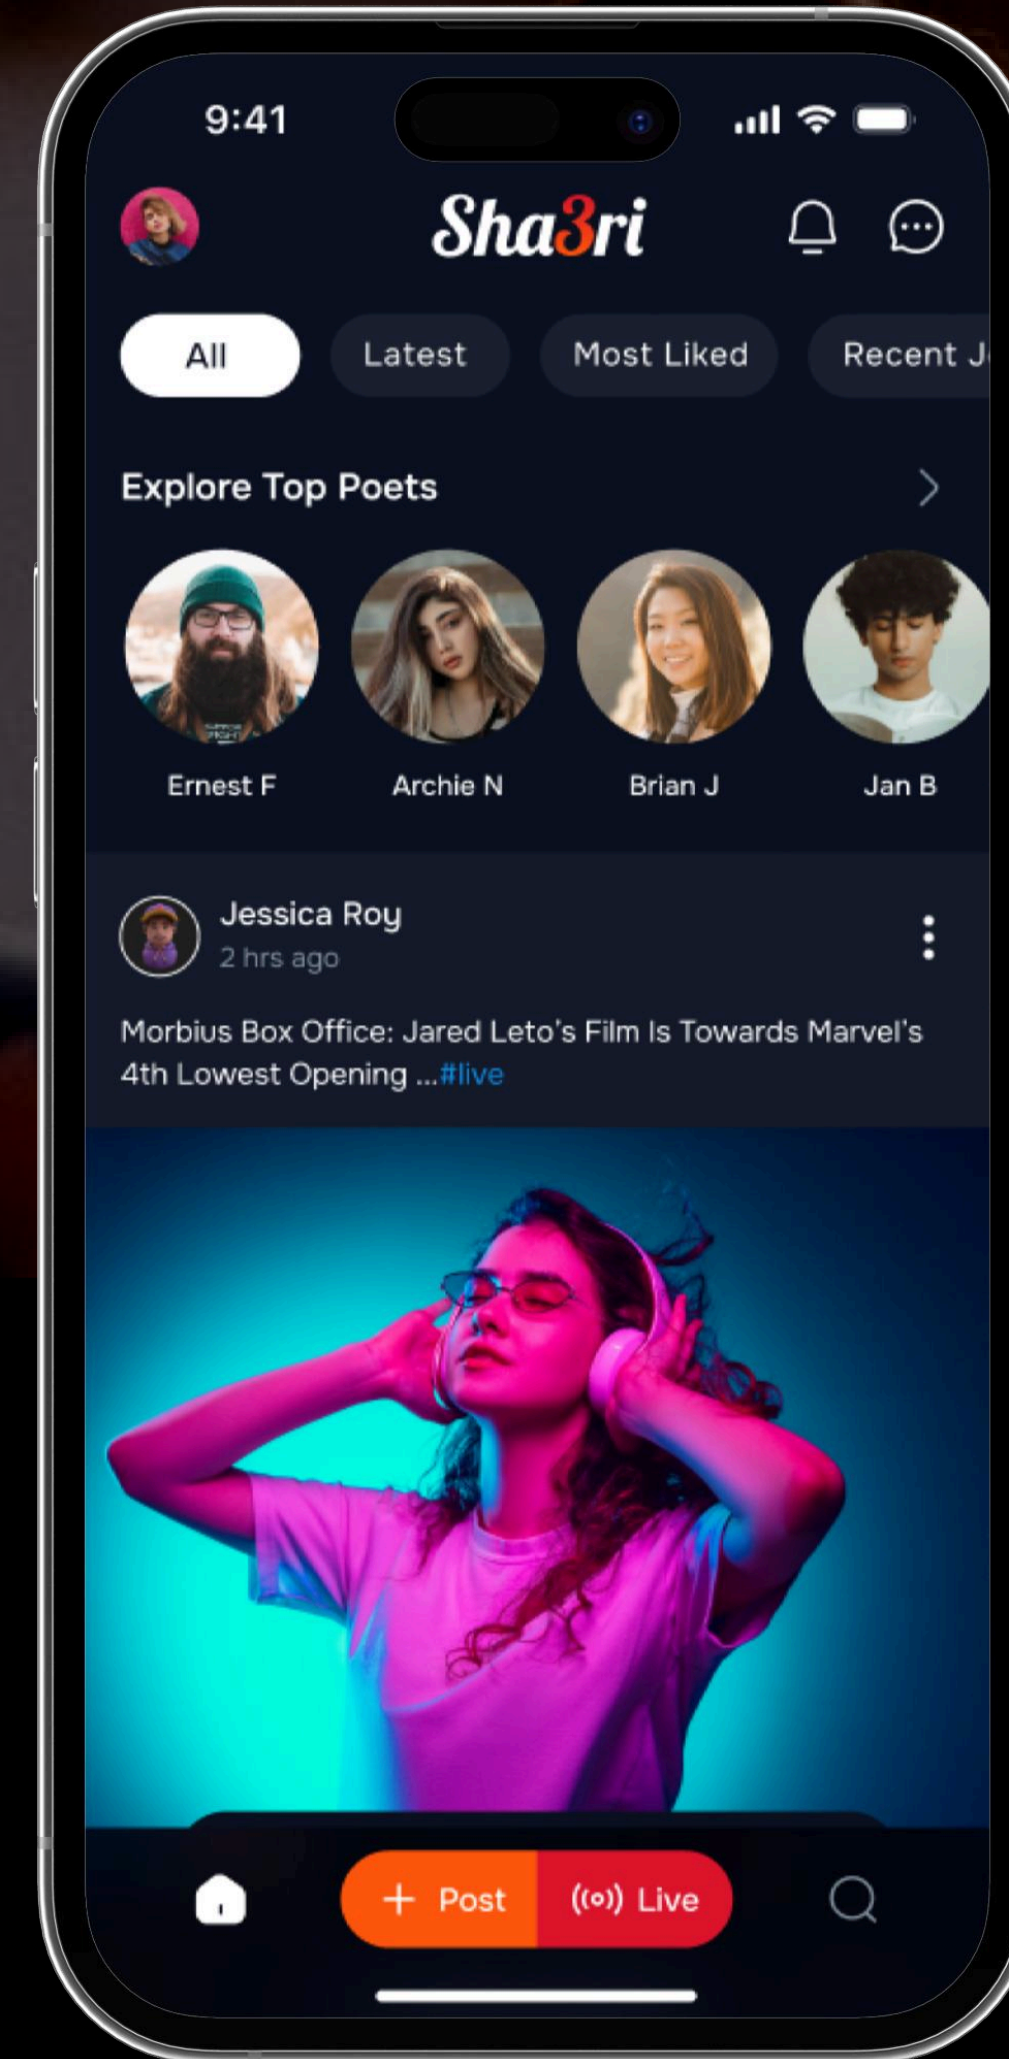 9:41
Sha3ri
All Latest Most Liked Recent J
Explore Top Poets
Ernest F Archie N Brian J Jan B
Jessica Roy
2 hrs ago
Morbius Box Office: Jared Leto's Film Is Towards Marvel's
4th Lowest Opening ...#live
+ Post ((o)) Live